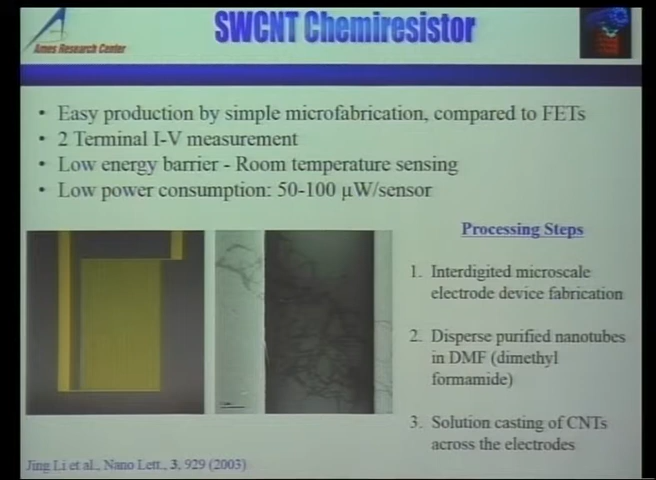 SWCNT Chemiresistor
Ames Research Center
• Easy production by simple microfabrication, compared to FETs
• 2 Terminal I-V measurement
• Low energy barrier - Room temperature sensing
• Low power consumption: 50-100 µW/sensor
Processing Steps
1. Interdigited microscale
electrode device fabrication
2. Disperse purified nanotubes
in DMF (dimethyl
formamide)
3. Solution casting of CNTs
across the electrodes
Jing Li et al., Nano Lett., 3, 929 (2003)